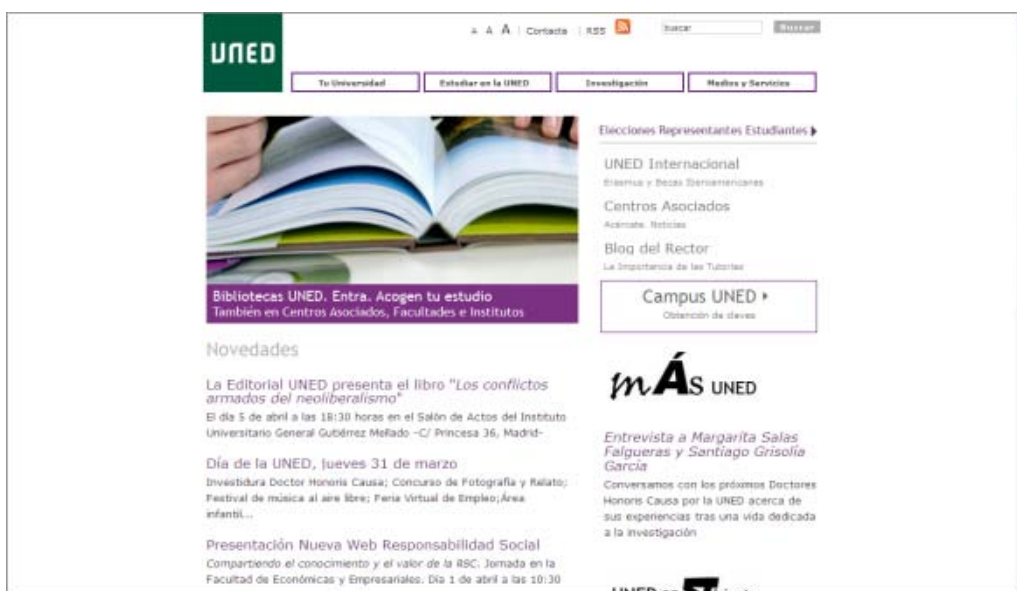 A A A | Contacta | RSS
buscar
Buscar
UNED
Tu Universidad
Estudiar en la UNED
Investigación
Medios y Servicios
Bibliotecas UNED. Entra. Acogen tu estudio
También en Centros Asociados, Facultades e Institutos
Novedades
La Editorial UNED presenta el libro "Los conflictos
armados del neoliberalismo"
El día 5 de abril a las 18:30 horas en el Salón de Actos del Instituto
Universitario General Gutiérrez Mellado -C/ Princesa 36, Madrid-
Día de la UNED, jueves 31 de marzo
Investidura Doctor Honoris Causa; Concurso de Fotografía y Relato;
Festival de música al aire libre; Feria Virtual de Empleo;Área
infantil...
Presentación Nueva Web Responsabilidad Social
Compartiendo el conocimiento y el valor de la RSC. Jornada en la
Facultad de Económicas y Empresariales. Día 1 de abril a las 10:30
Elecciones Representantes Estudiantes
UNED Internacional
Erasmus y Becas Iberoamericanas
Centros Asociados
Acércate. Noticias
Blog del Rector
La Importancia de las Tutorías
Campus UNED
Obtención de claves
mÁs UNED
Entrevista a Margarita Salas
Falgueras y Santiago Grisolía
García
Conversamos con los próximos Doctores
Honoris Causa por la UNED acerca de
sus experiencias tras una vida dedicada
a la investigación
UNED en